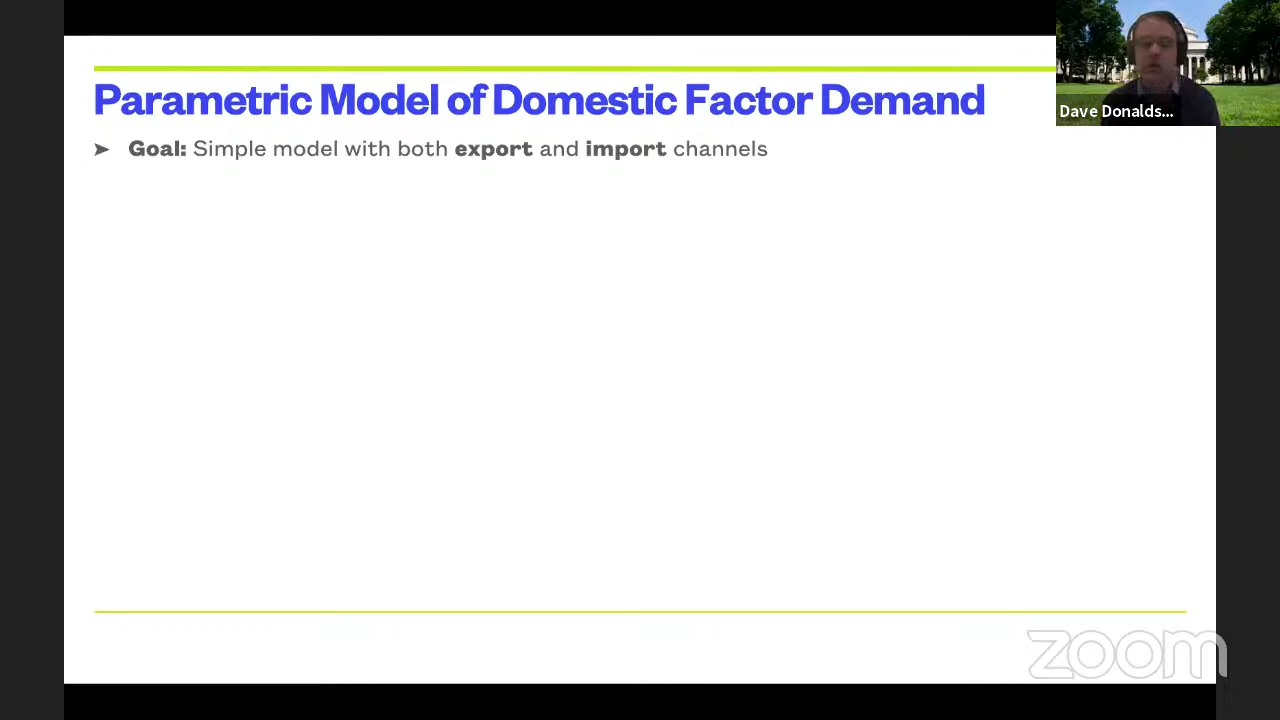 Parametric Model of Domestic Factor Demand
Dave Donalds...
➤ Goal: Simple model with both export and import channels
zoom